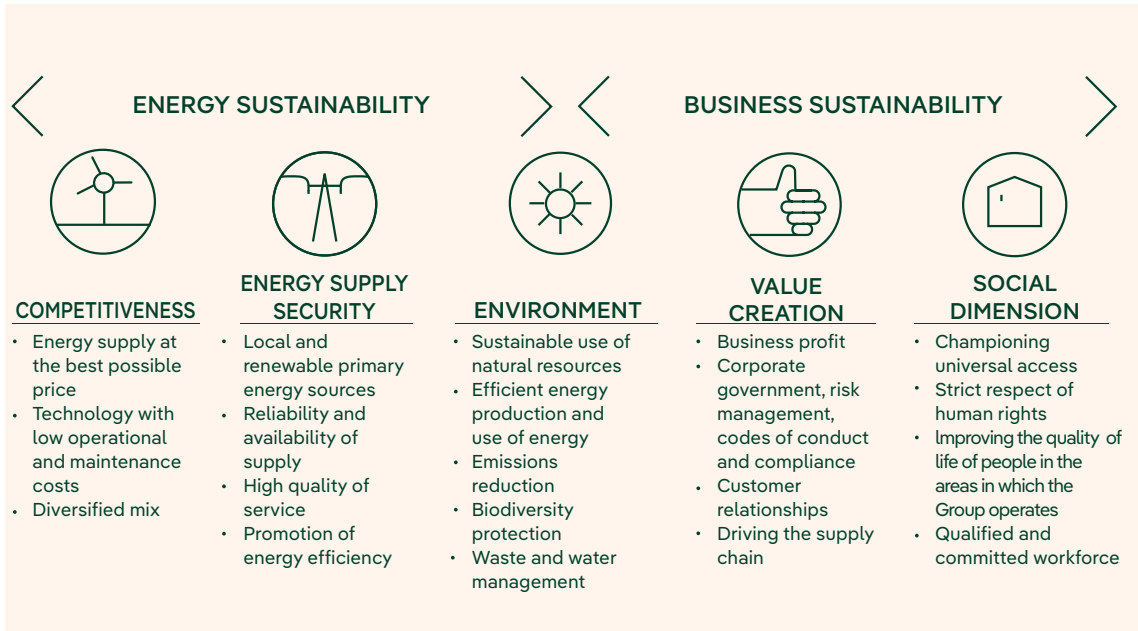 ENERGY SUSTAINABILITY
BUSINESS SUSTAINABILITY
COMPETITIVENESS
• Energy supply at
the best possible
price
• Technology with
low operational
and maintenance
costs
• Diversified mix
ENERGY SUPPLY
SECURITY
• Local and
renewable primary
energy sources
• Reliability and
availability of
supply
• High quality of
service
• Promotion of
energy efficiency
ENVIRONMENT
• Sustainable use of
natural resources
• Efficient energy
production and
use of energy
• Emissions
reduction
• Biodiversity
protection
• Waste and water
management
VALUE
CREATION
• Business profit
• Corporate
government, risk
management,
codes of conduct
and compliance
• Customer
relationships
• Driving the supply
chain
SOCIAL
DIMENSION
• Championing
universal access
• Strict respect of
human rights
• Improving the quality of
life of people in the
areas in which the
Group operates
• Qualified and
committed workforce